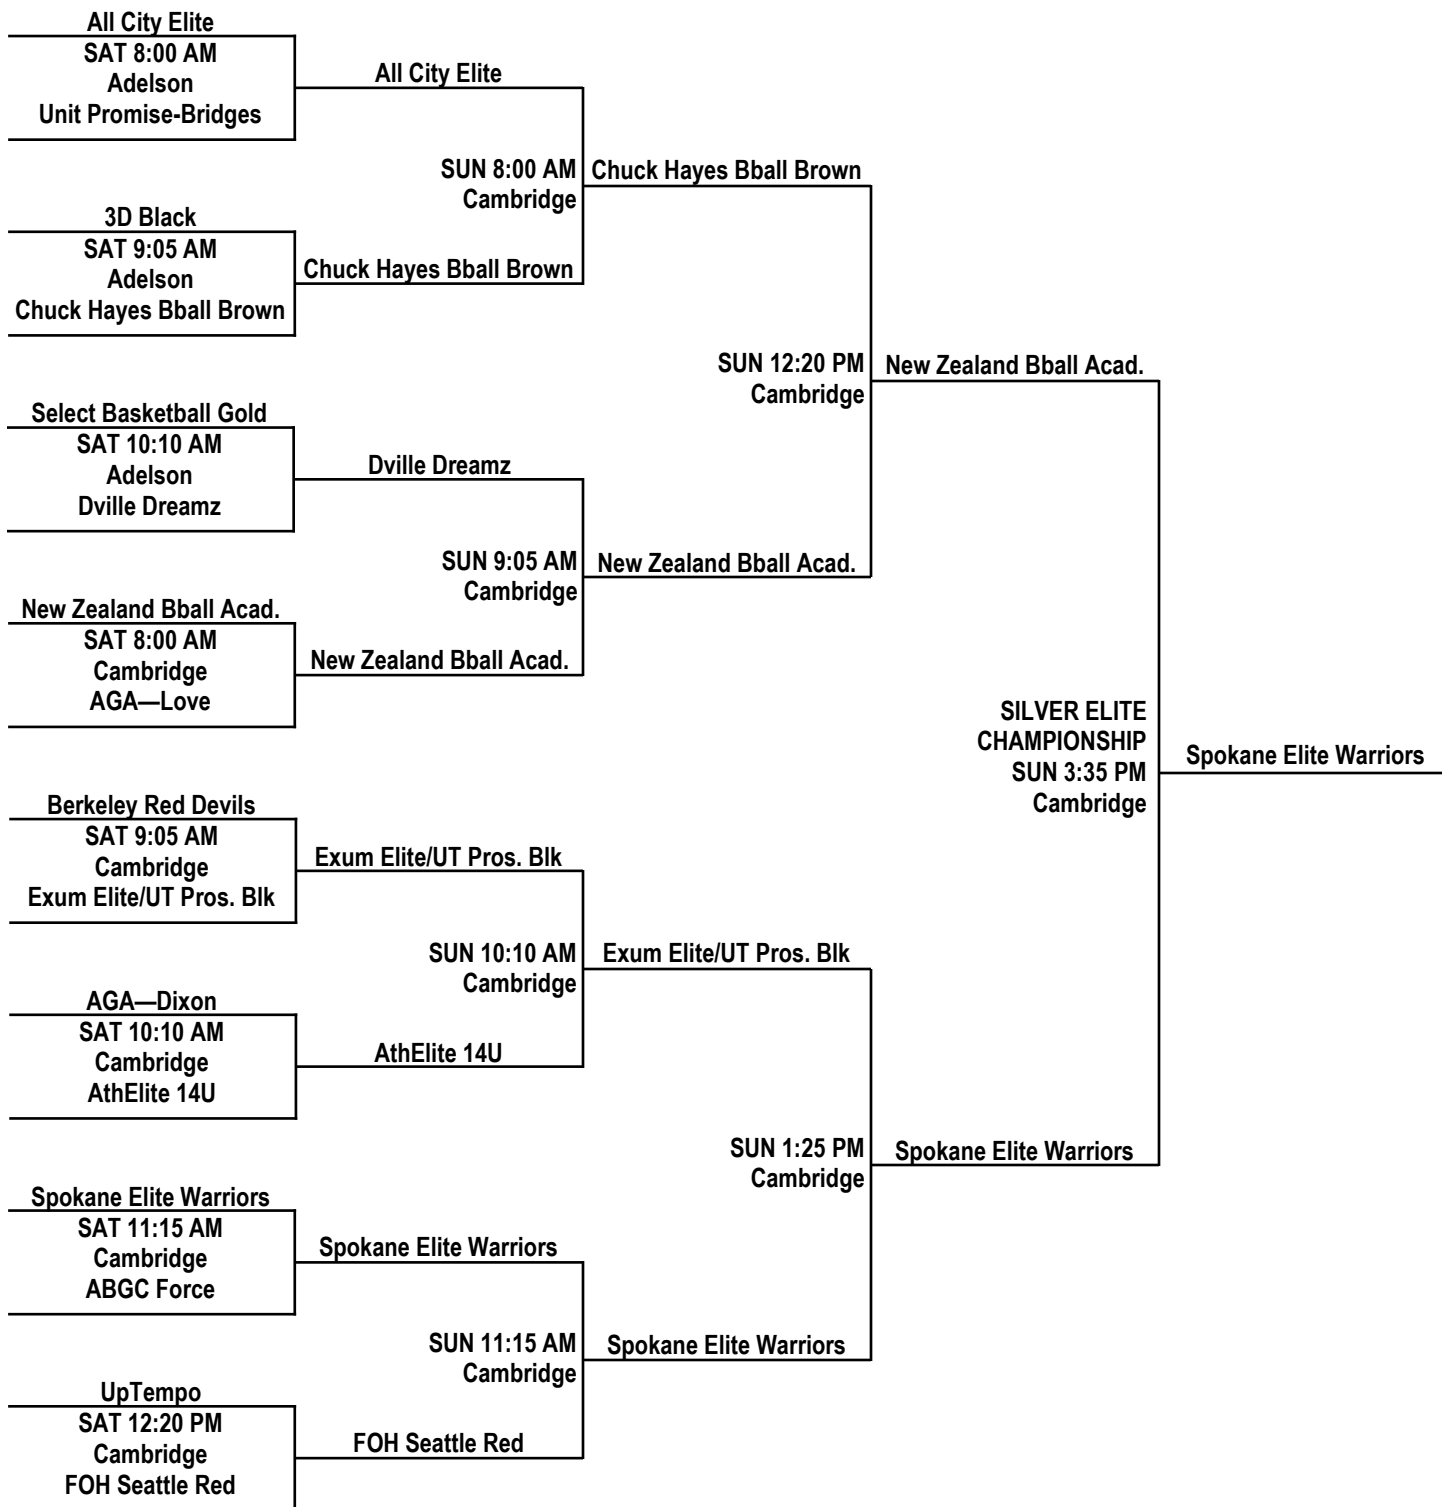 All City Elite
SAT 8:00 AM
Adelson
Unit Promise-Bridges
3D Black
SAT 9:05 AM
Adelson
Chuck Hayes Bball Brown
Select Basketball Gold
SAT 10:10 AM
Adelson
Dville Dreamz
New Zealand Bball Acad.
SAT 8:00 AM
Cambridge
AGA—Love
Berkeley Red Devils
SAT 9:05 AM
Cambridge
Exum Elite/UT Pros. Blk
AGA—Dixon
SAT 10:10 AM
Cambridge
AthElite 14U
Spokane Elite Warriors
SAT 11:15 AM
Cambridge
ABGC Force
UpTempo
SAT 12:20 PM
Cambridge
FOH Seattle Red
All City Elite
SUN 8:00 AM
Cambridge
Chuck Hayes Bball Brown
Dville Dreamz
SUN 9:05 AM
Cambridge
New Zealand Bball Acad.
Exum Elite/UT Pros. Blk
SUN 10:10 AM
Cambridge
AthElite 14U
Spokane Elite Warriors
SUN 11:15 AM
Cambridge
FOH Seattle Red
Chuck Hayes Bball Brown
SUN 12:20 PM
Cambridge
New Zealand Bball Acad.
Exum Elite/UT Pros. Blk
SUN 1:25 PM
Cambridge
Spokane Elite Warriors
New Zealand Bball Acad.
SILVER ELITE
CHAMPIONSHIP
SUN 3:35 PM
Cambridge
Spokane Elite Warriors
Spokane Elite Warriors